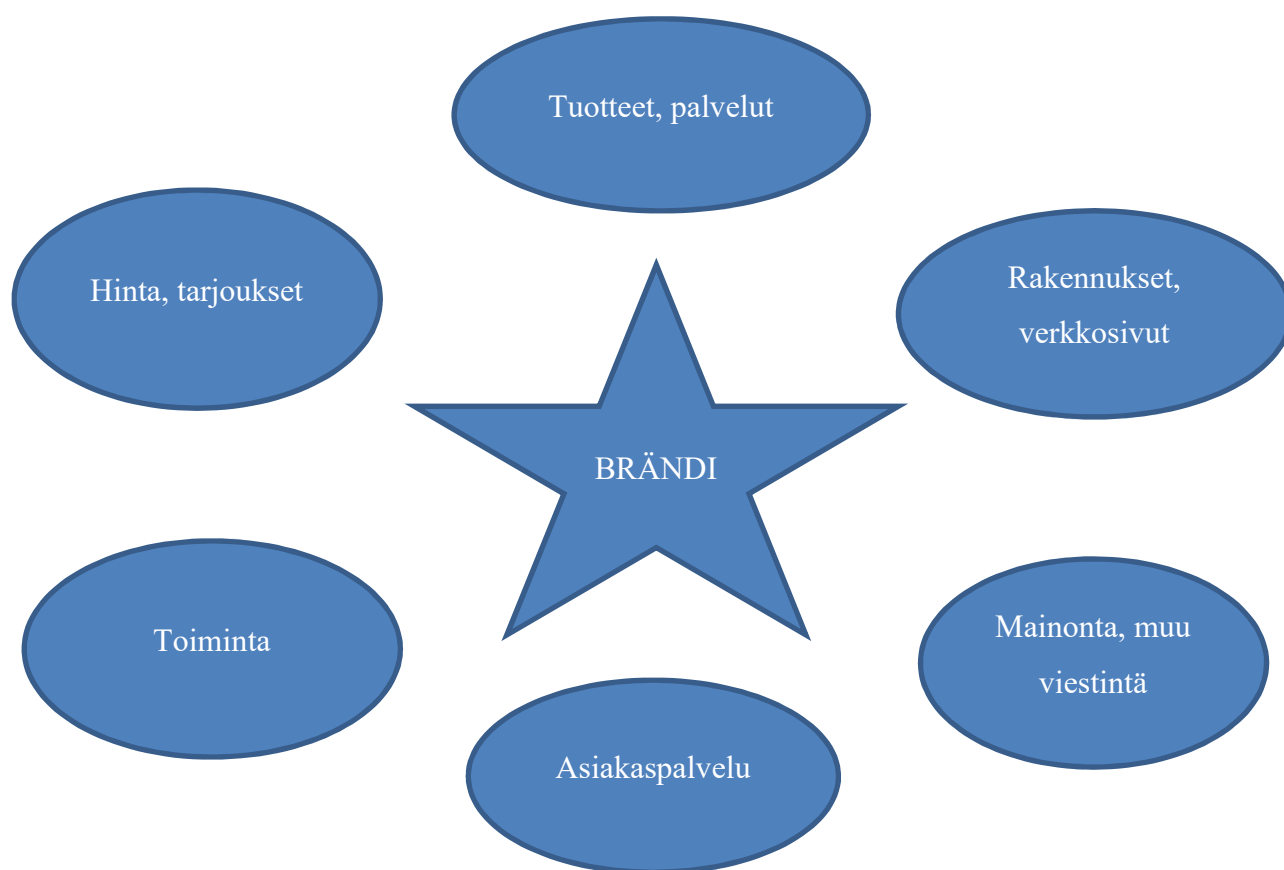 Tuotteet, palvelut
Hinta, tarjoukset
Rakennukset,
verkkosivut
BRÄNDI
Toiminta
Mainonta, muu
viestintä
Asiakaspalvelu